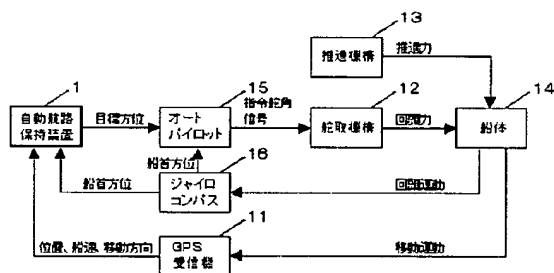 13
推進機構
推進力
1
自動航路
保持装置
目標方位
15
オート
パイロット
指令舵角
信号
12
舵取機構
回頭力
14
船体
船首方位
船首方位
16
ジャイロ
コンパス
回頭運動
11
位置、船速、移動方向
GPS
受信機
移動運動